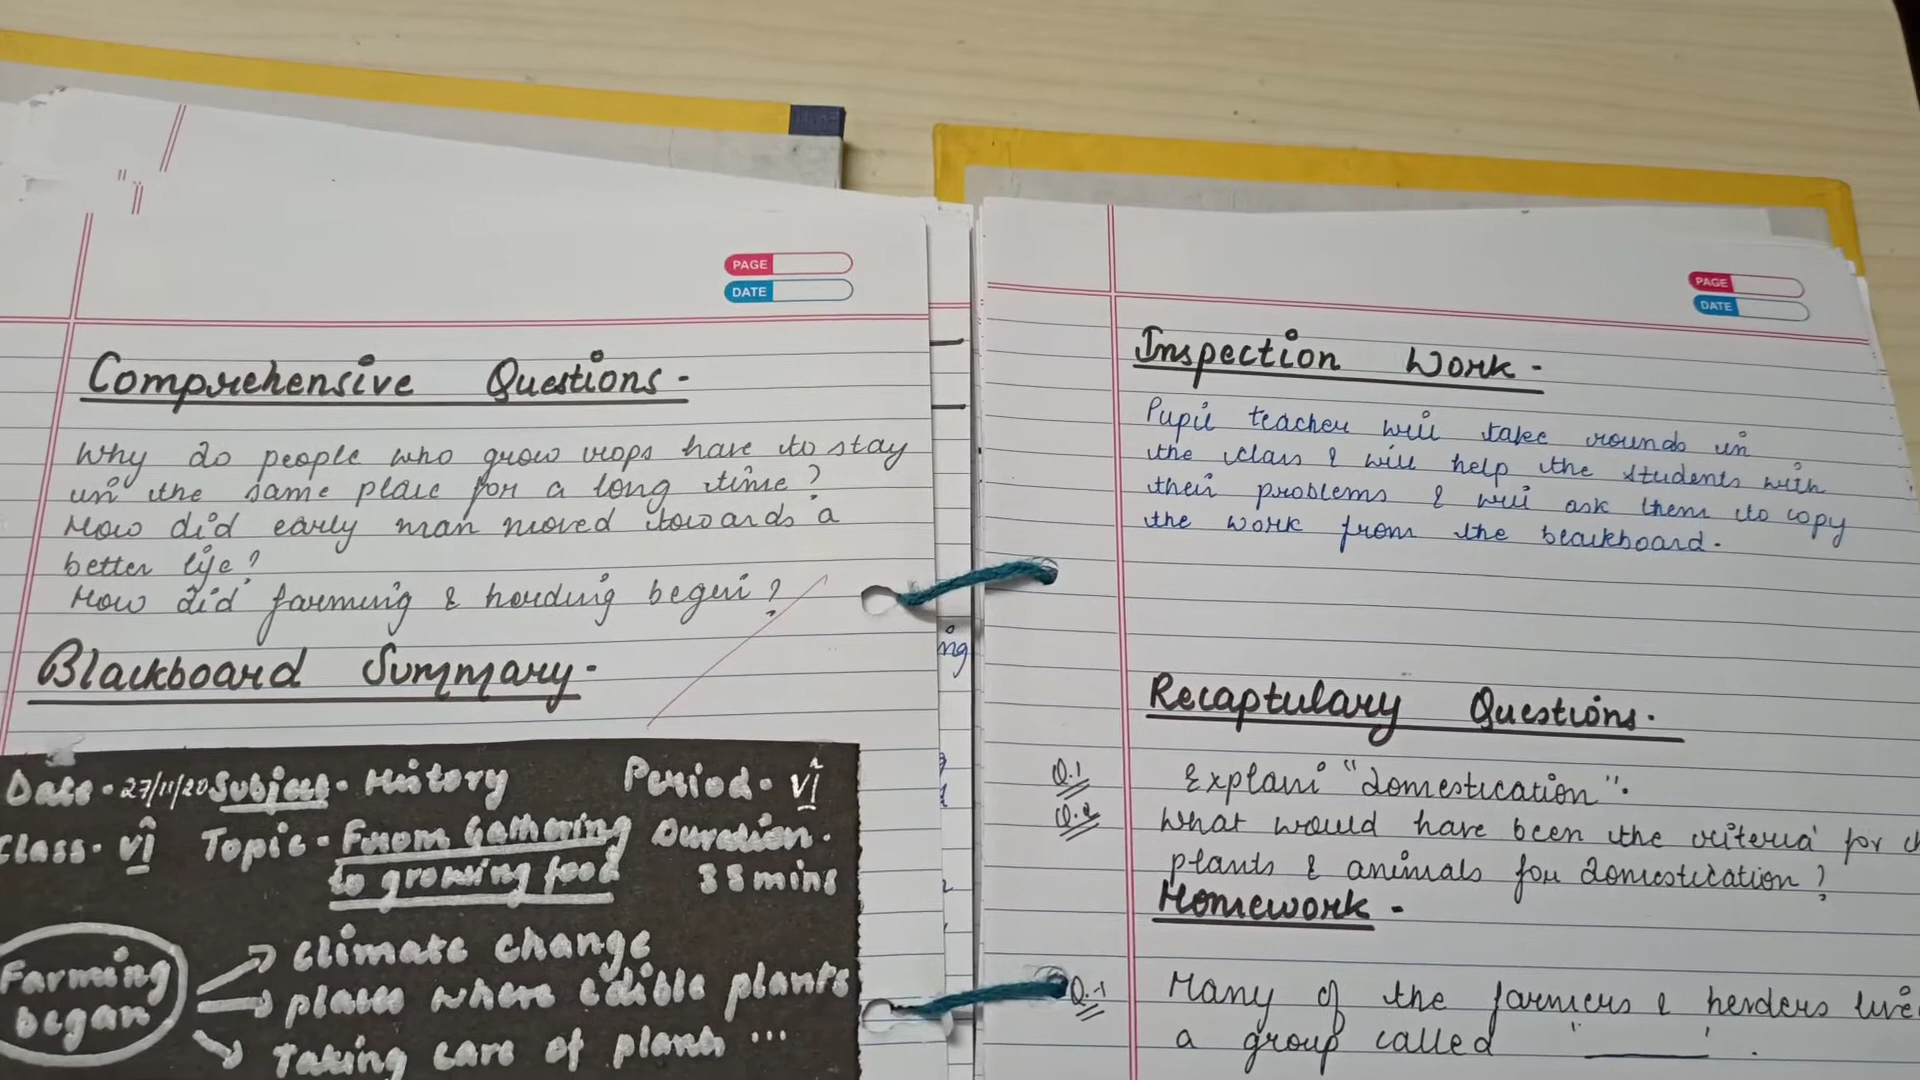 PAGE
DATE
Comprehensive Questions.
Why do people who grow crops have to stay
in the same place for a long time?
How did early man moved towards a
better life?
How did farming & herding begin?
Blackboard Summary.
Date. 27/11/20 Subject. History Period. VI
Class. VI Topic. From Gathering Duration.
to growing food 35 mins
Farming
began
climate change
places where edible plants
Taking care of plants ...
ng
PAGE
DATE
Inspection Work.
Pupil teacher will take rounds in
the class & will help the students with
their problems & will ask them to copy
the work from the blackboard.
Recaptulary Questions.
Q.1 Explain "domestication".
Q.2 What would have been the criteria for
plants & animals for domestication?
Homework.
Q.1 Many of the farmers & herders live
a group called "______".